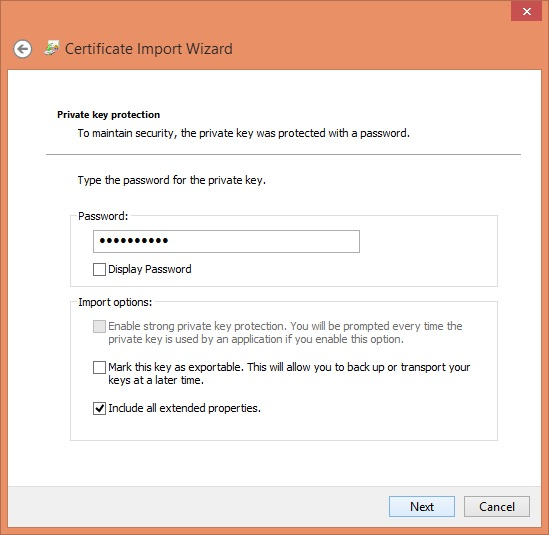 Certificate Import Wizard
Private key protection
To maintain security, the private key was protected with a password.
Type the password for the private key.
Password:
••••••••••
Display Password
Import options:
Enable strong private key protection. You will be prompted every time the
private key is used by an application if you enable this option.
Mark this key as exportable. This will allow you to back up or transport your
keys at a later time.
Include all extended properties.
Next Cancel